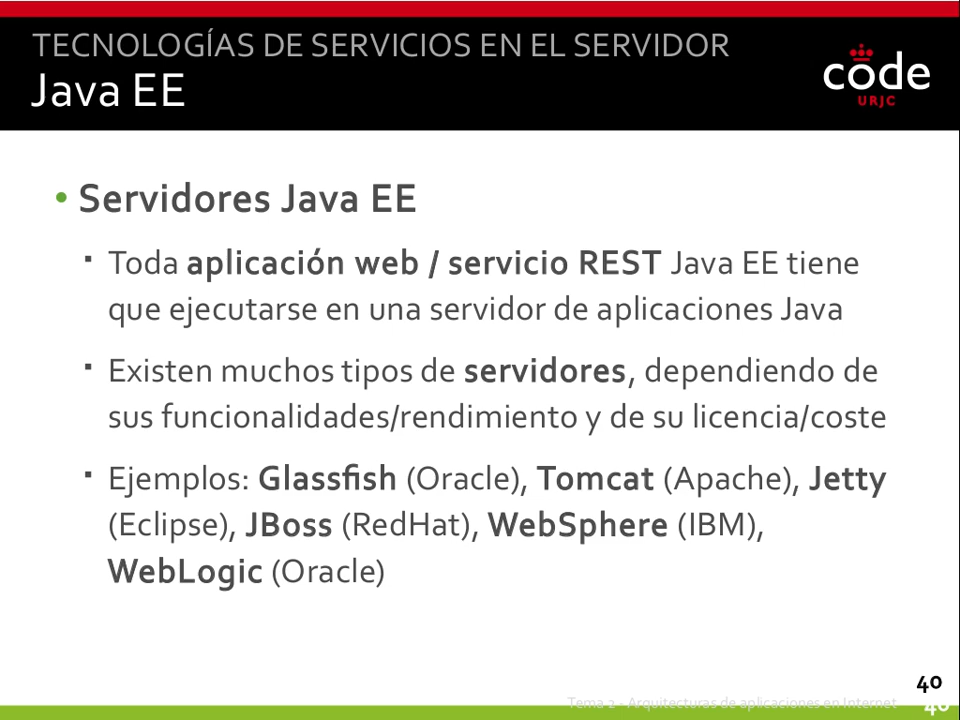 TECNOLOGÍAS DE SERVICIOS EN EL SERVIDOR
Java EE
code
URJC
• Servidores Java EE
▪ Toda aplicación web / servicio REST Java EE tiene
que ejecutarse en una servidor de aplicaciones Java
▪ Existen muchos tipos de servidores, dependiendo de
sus funcionalidades/rendimiento y de su licencia/coste
▪ Ejemplos: Glassfish (Oracle), Tomcat (Apache), Jetty
(Eclipse), JBoss (RedHat), WebSphere (IBM),
WebLogic (Oracle)
40
Tema 2 - Arquitecturas de aplicaciones en Internet
40